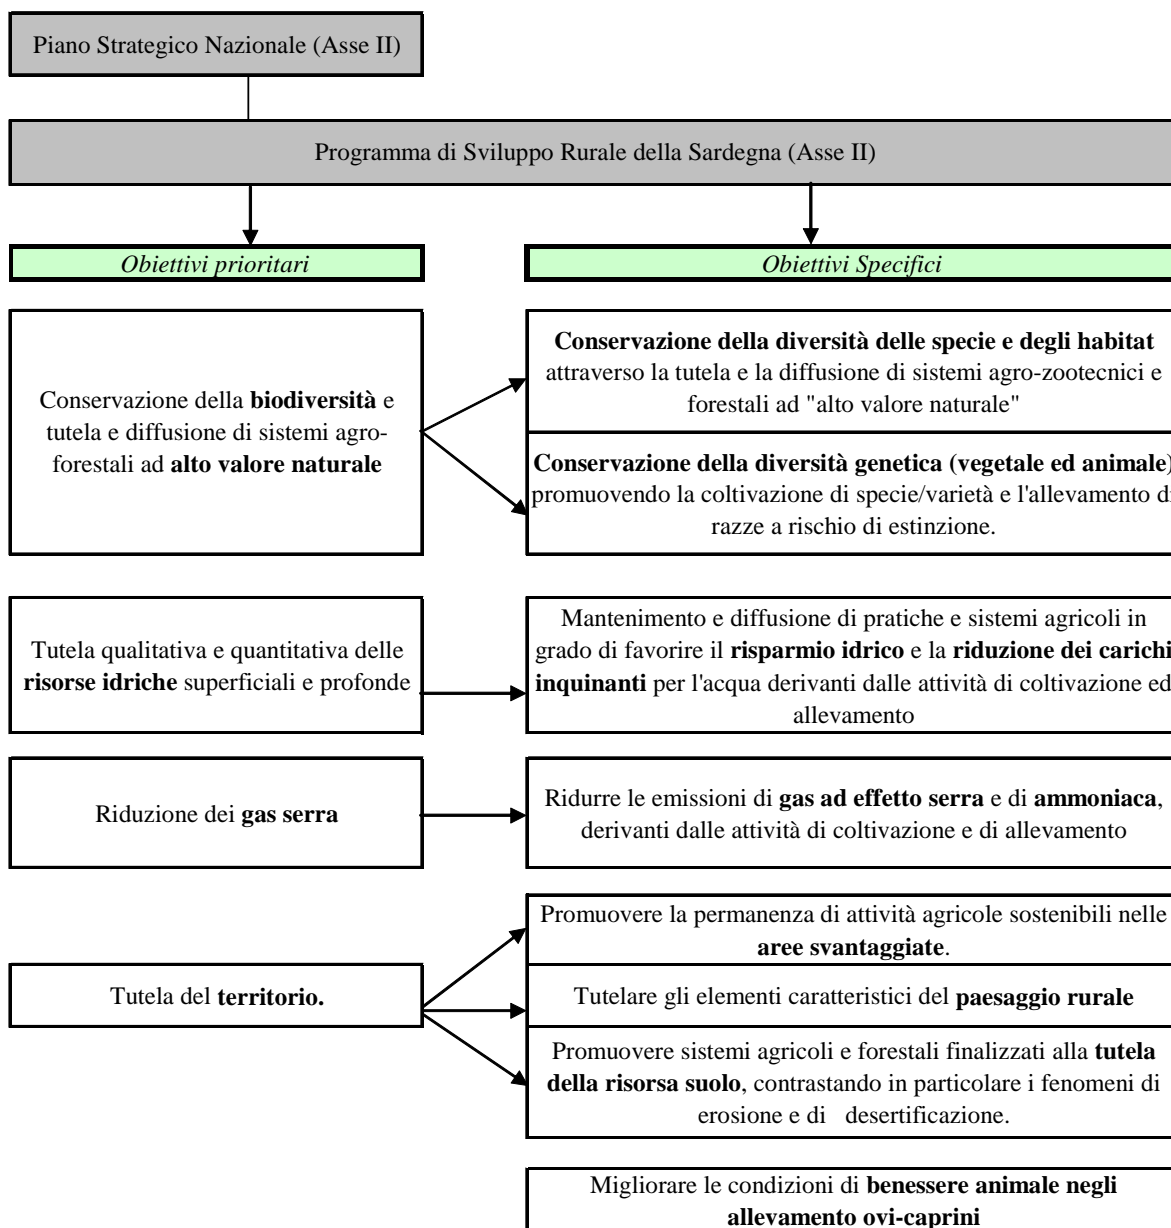 Piano Strategico Nazionale (Asse II)
Programma di Sviluppo Rurale della Sardegna (Asse II)
Obiettivi prioritari
Obiettivi Specifici
Conservazione della biodiversità e
tutela e diffusione di sistemi agro-
forestali ad alto valore naturale
Conservazione della diversità delle specie e degli habitat
attraverso la tutela e la diffusione di sistemi agro-zootecnici e
forestali ad "alto valore naturale"
Conservazione della diversità genetica (vegetale ed animale)
promuovendo la coltivazione di specie/varietà e l'allevamento di
razze a rischio di estinzione.
Tutela qualitativa e quantitativa delle
risorse idriche superficiali e profonde
Mantenimento e diffusione di pratiche e sistemi agricoli in
grado di favorire il risparmio idrico e la riduzione dei carichi
inquinanti per l'acqua derivanti dalle attività di coltivazione ed
allevamento
Riduzione dei gas serra
Ridurre le emissioni di gas ad effetto serra e di ammoniaca,
derivanti dalle attività di coltivazione e di allevamento
Tutela del territorio.
Promuovere la permanenza di attività agricole sostenibili nelle
aree svantaggiate.
Tutelare gli elementi caratteristici del paesaggio rurale
Promuovere sistemi agricoli e forestali finalizzati alla tutela
della risorsa suolo, contrastando in particolare i fenomeni di
erosione e di desertificazione.
Migliorare le condizioni di benessere animale negli
allevamento ovi-caprini